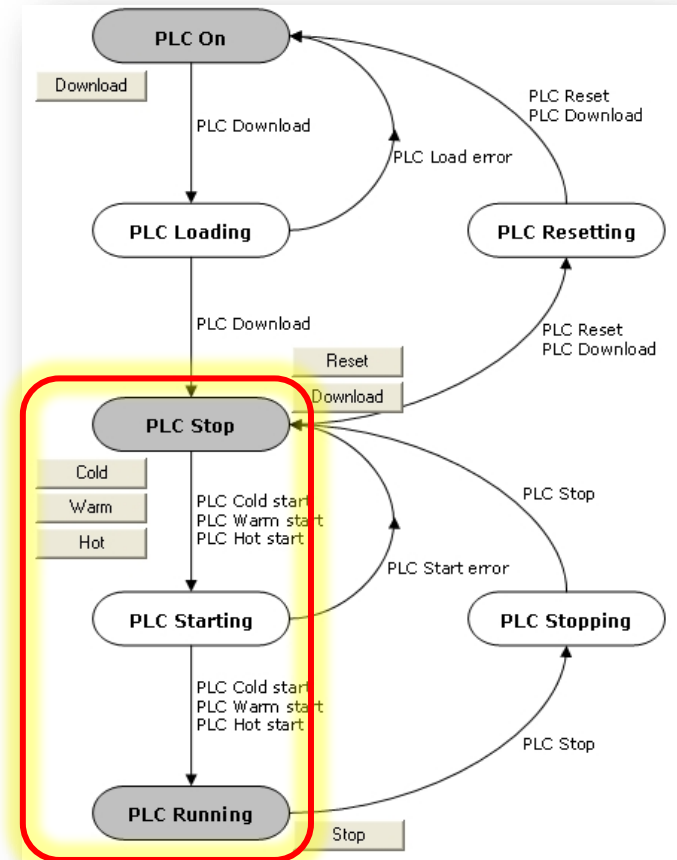 PLC On
Download
PLC Download
PLC Reset
PLC Download
PLC Load error
PLC Loading
PLC Resetting
PLC Download
PLC Reset
PLC Download
Reset
Download
PLC Stop
Cold
Warm
Hot
PLC Cold start
PLC Warm start
PLC Hot start
PLC Stop
PLC Start error
PLC Starting
PLC Stopping
PLC Cold start
PLC Warm start
PLC Hot start
PLC Stop
PLC Running
Stop